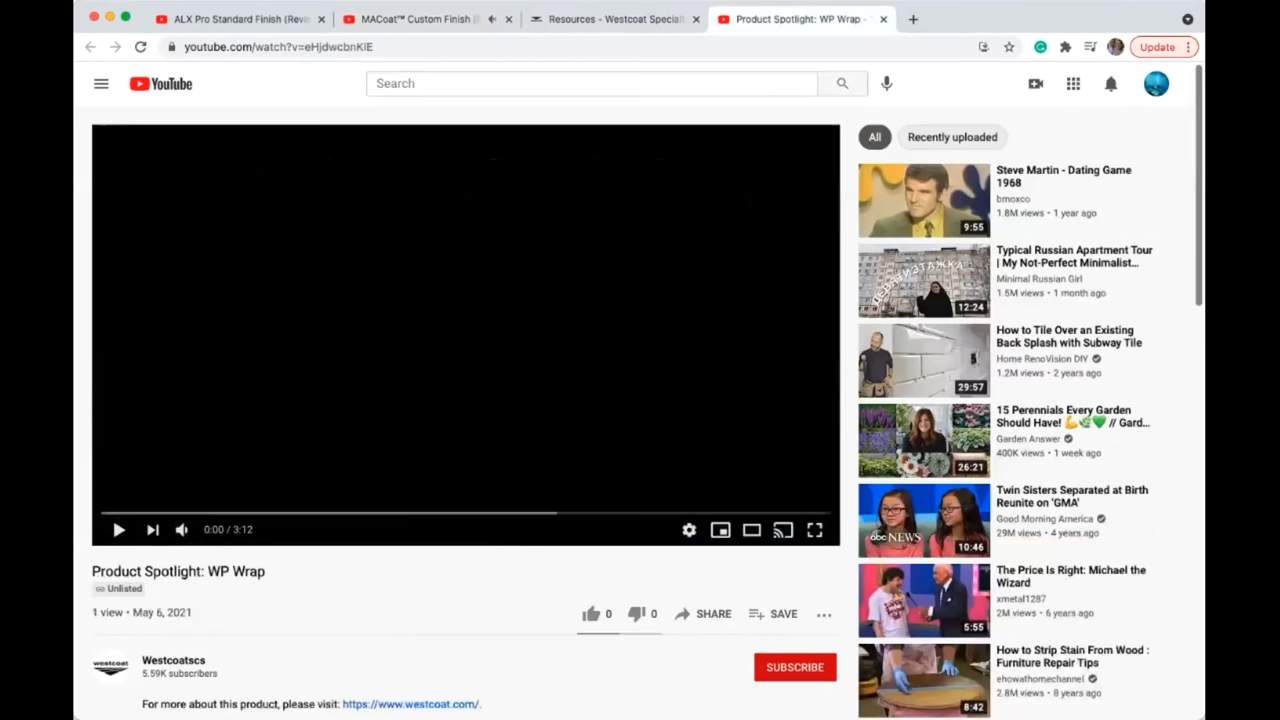 ALX Pro Standard Finish (Revis
MACoat™ Custom Finish (
Resources - Westcoat Specialt
Product Spotlight: WP Wrap -
youtube.com/watch?v=eHjdwcbnKlE
Update
YouTube
Search
All
Recently uploaded
Steve Martin - Dating Game
1968
bmoxco
1.8M views • 1 year ago
9:55
Typical Russian Apartment Tour
| My Not-Perfect Minimalist...
Minimal Russian Girl
1.5M views • 1 month ago
ДЕВЯТИЭТАЖКА
12:24
How to Tile Over an Existing
Back Splash with Subway Tile
Home RenoVision DIY
1.2M views • 2 years ago
29:57
15 Perennials Every Garden
Should Have! 💪🌿💚 // Gard...
Garden Answer
400K views • 1 week ago
26:21
Twin Sisters Separated at Birth
Reunite on 'GMA'
Good Morning America
29M views • 4 years ago
abc NEWS
10:46
The Price Is Right: Michael the
Wizard
xmetal1287
2M views • 6 years ago
5:55
How to Strip Stain From Wood :
Furniture Repair Tips
ehowathomechannel
2.8M views • 8 years ago
8:42
0:00 / 3:12
Product Spotlight: WP Wrap
Unlisted
1 view • May 6, 2021
0
0
SHARE
SAVE
westcoat
Westcoatscs
5.59K subscribers
SUBSCRIBE
For more about this product, please visit: https://www.westcoat.com/.